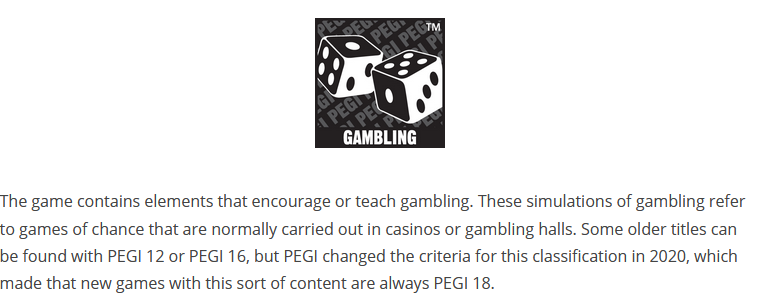 TM
GAMBLING
The game contains elements that encourage or teach gambling. These simulations of gambling refer
to games of chance that are normally carried out in casinos or gambling halls. Some older titles can
be found with PEGI 12 or PEGI 16, but PEGI changed the criteria for this classification in 2020, which
made that new games with this sort of content are always PEGI 18.